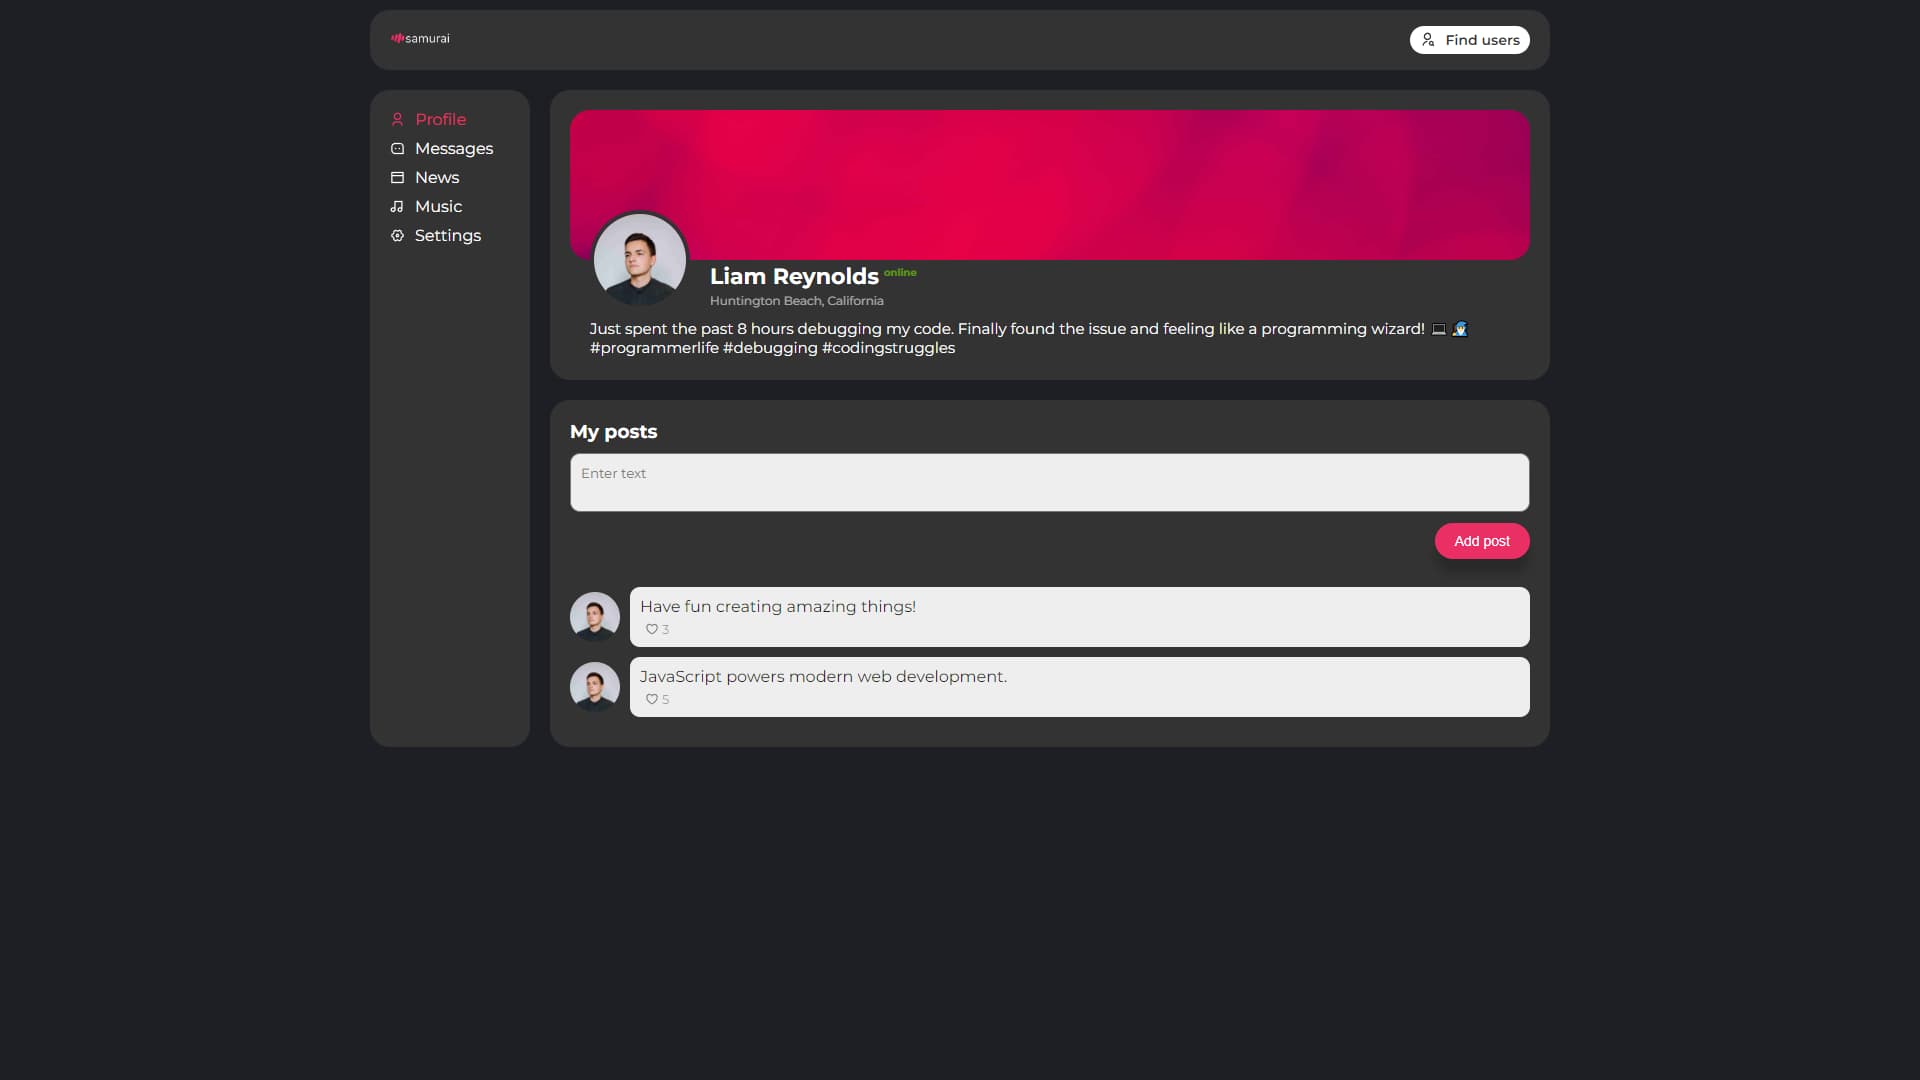 samurai
Find users
Profile
Messages
News
Music
Settings
Liam Reynolds online
Huntington Beach, California
Just spent the past 8 hours debugging my code. Finally found the issue and feeling like a programming wizard! 💻 🧙
#programmerlife #debugging #codingstruggles
My posts
Enter text
Add post
Have fun creating amazing things!
3
JavaScript powers modern web development.
5